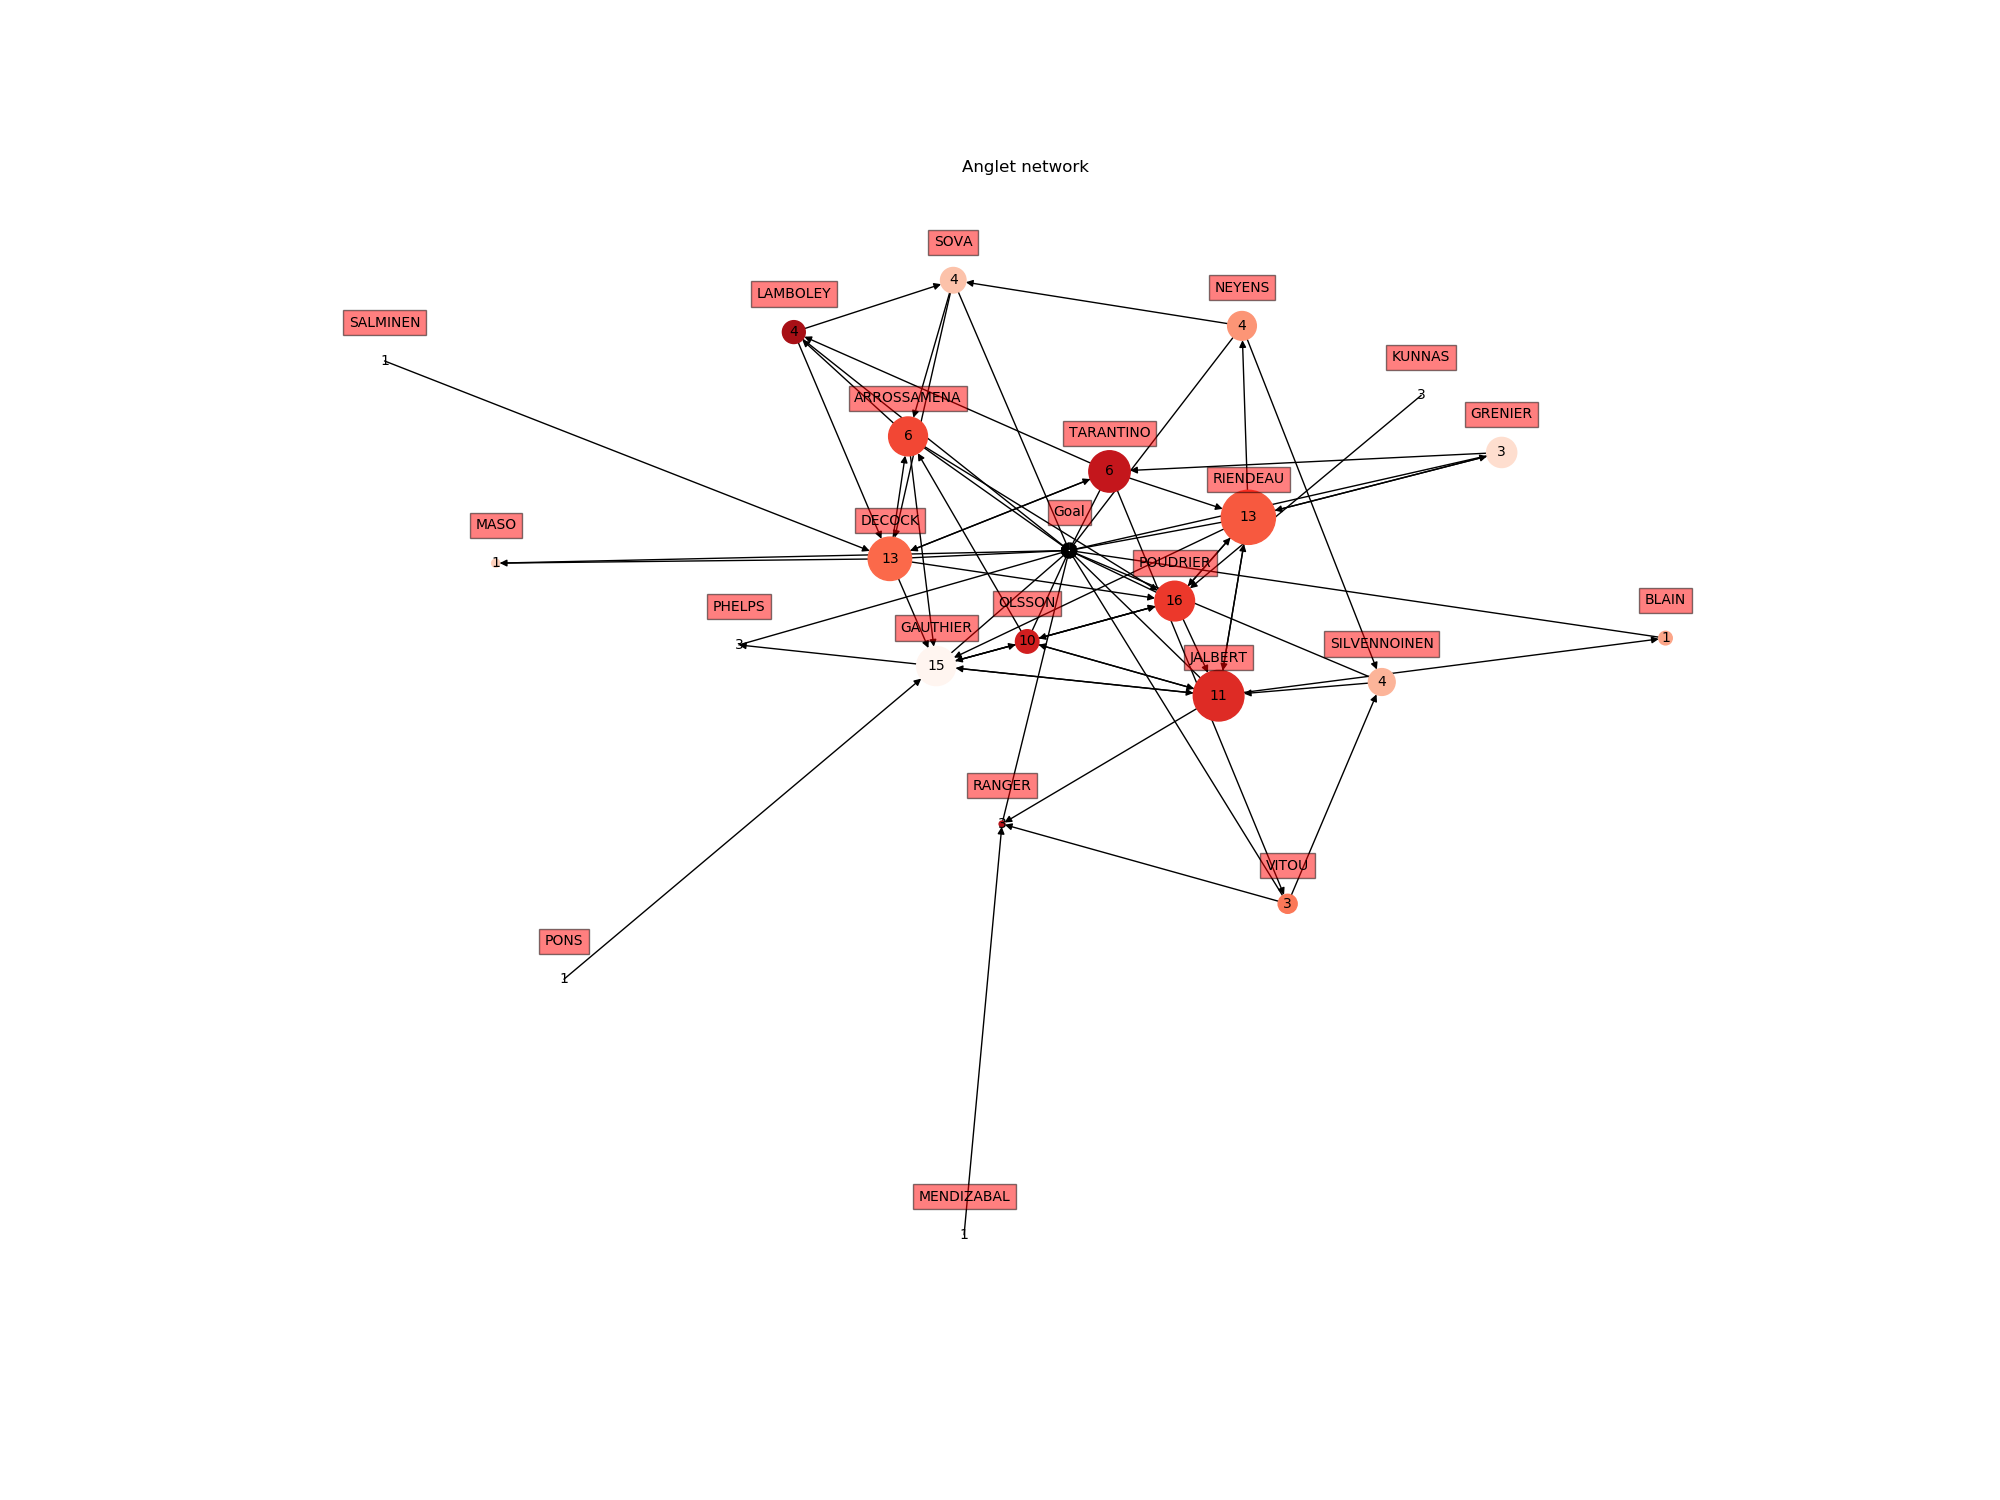 Anglet network
SOVA
4
LAMBOLEY
4
NEYENS
4
SALMINEN
1
KUNNAS
3
ARROSSAMENA
6
GRENIER
3
TARANTINO
6
RIENDEAU
13
Goal
DECOCK
13
MASO
1
POUDRIER
16
OLSSON
10
PHELPS
3
BLAIN
1
GAUTHIER
15
SILVENNOINEN
4
JALBERT
11
RANGER
VITOU
3
PONS
1
MENDIZABAL
1